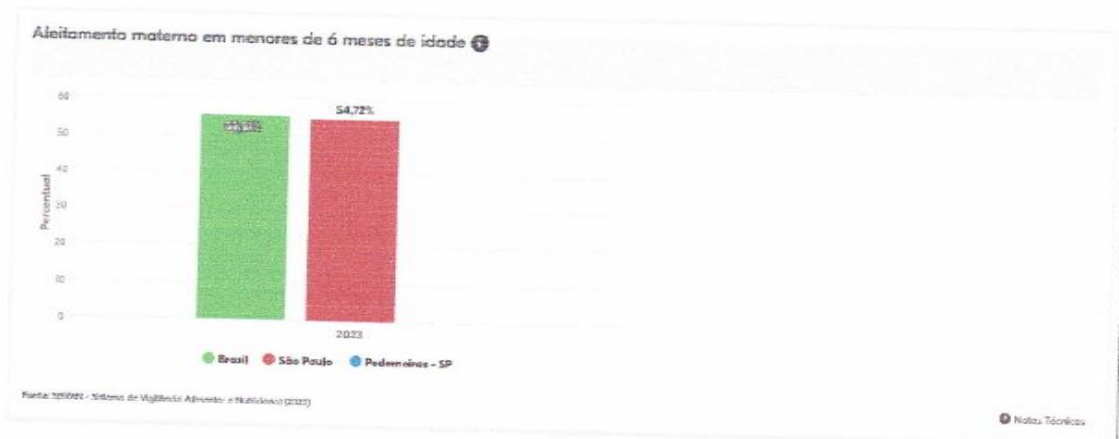 Aleitamento materno em menores de 6 meses de idade
60
54,72%
50
40
30
20
10
0
Percentual
2023
Brasil São Paulo Pederneiras - SP
Fonte: - Sistema de Vigilância Alimentar e Nutricional (2023)
Notas Técnicas